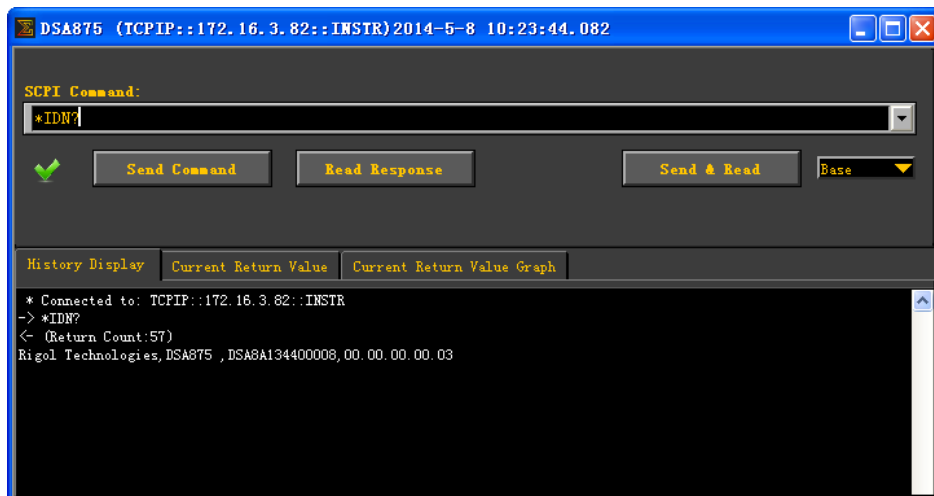 DSA875 (TCPIP::172.16.3.82::INSTR)2014-5-8 10:23:44.082
SCPI Command:
*IDN?
Send Command Read Response Send & Read Base
History Display Current Return Value Current Return Value Graph
* Connected to: TCPIP::172.16.3.82::INSTR
-> *IDN?
<- (Return Count:57)
Rigol Technologies,DSA875 ,DSA8A134400008,00.00.00.00.03